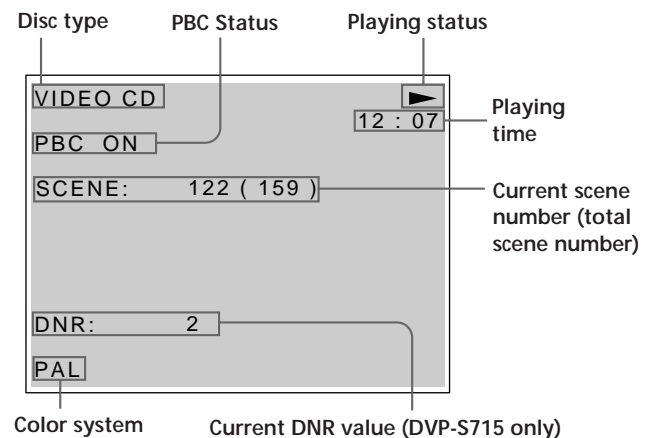 Disc type
PBC Status
Playing status
VIDEO CD
12 : 07
Playing
time
PBC ON
SCENE: 122 ( 159 )
Current scene
number (total
scene number)
DNR: 2
PAL
Color system
Current DNR value (DVP-S715 only)